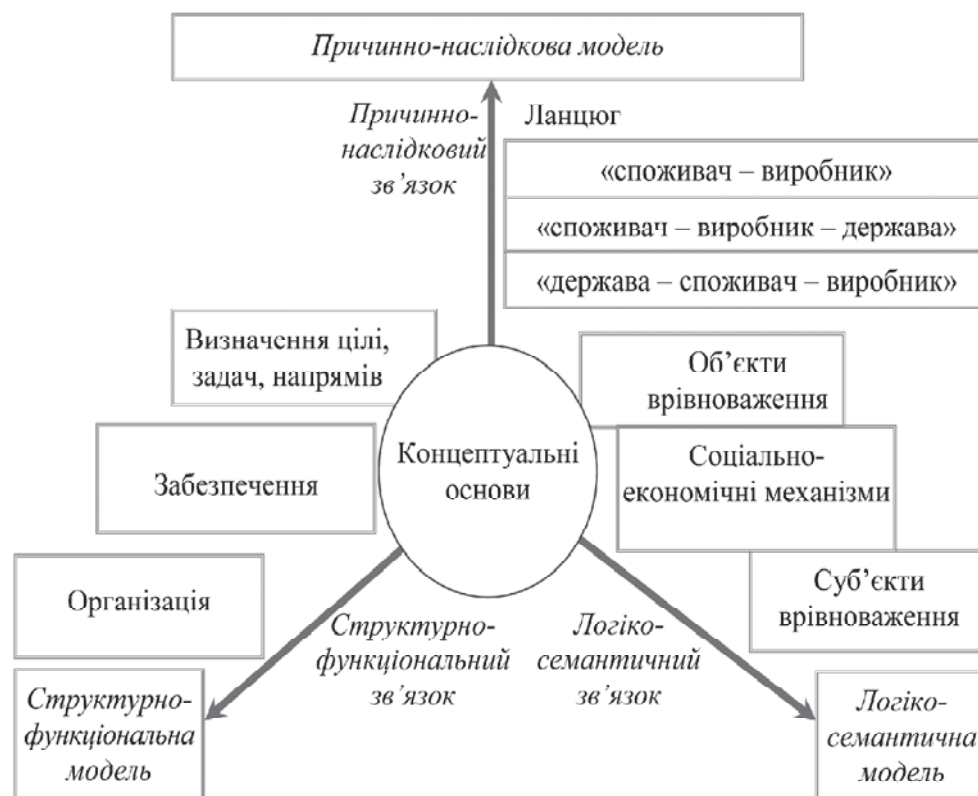 Причинно-наслідкова модель
Причинно-
наслідковий
зв’язок
Ланцюг
«споживач – виробник»
«споживач – виробник – держава»
«держава – споживач – виробник»
Визначення цілі,
задач, напрямів
Забезпечення
Організація
Концептуальні
основи
Об’єкти
врівноваження
Соціально-
економічні механізми
Суб’єкти
врівноваження
Структурно-
функціональний
зв’язок
Логіко-
семантичний
зв’язок
Структурно-
функціональна
модель
Логіко-
семантична
модель